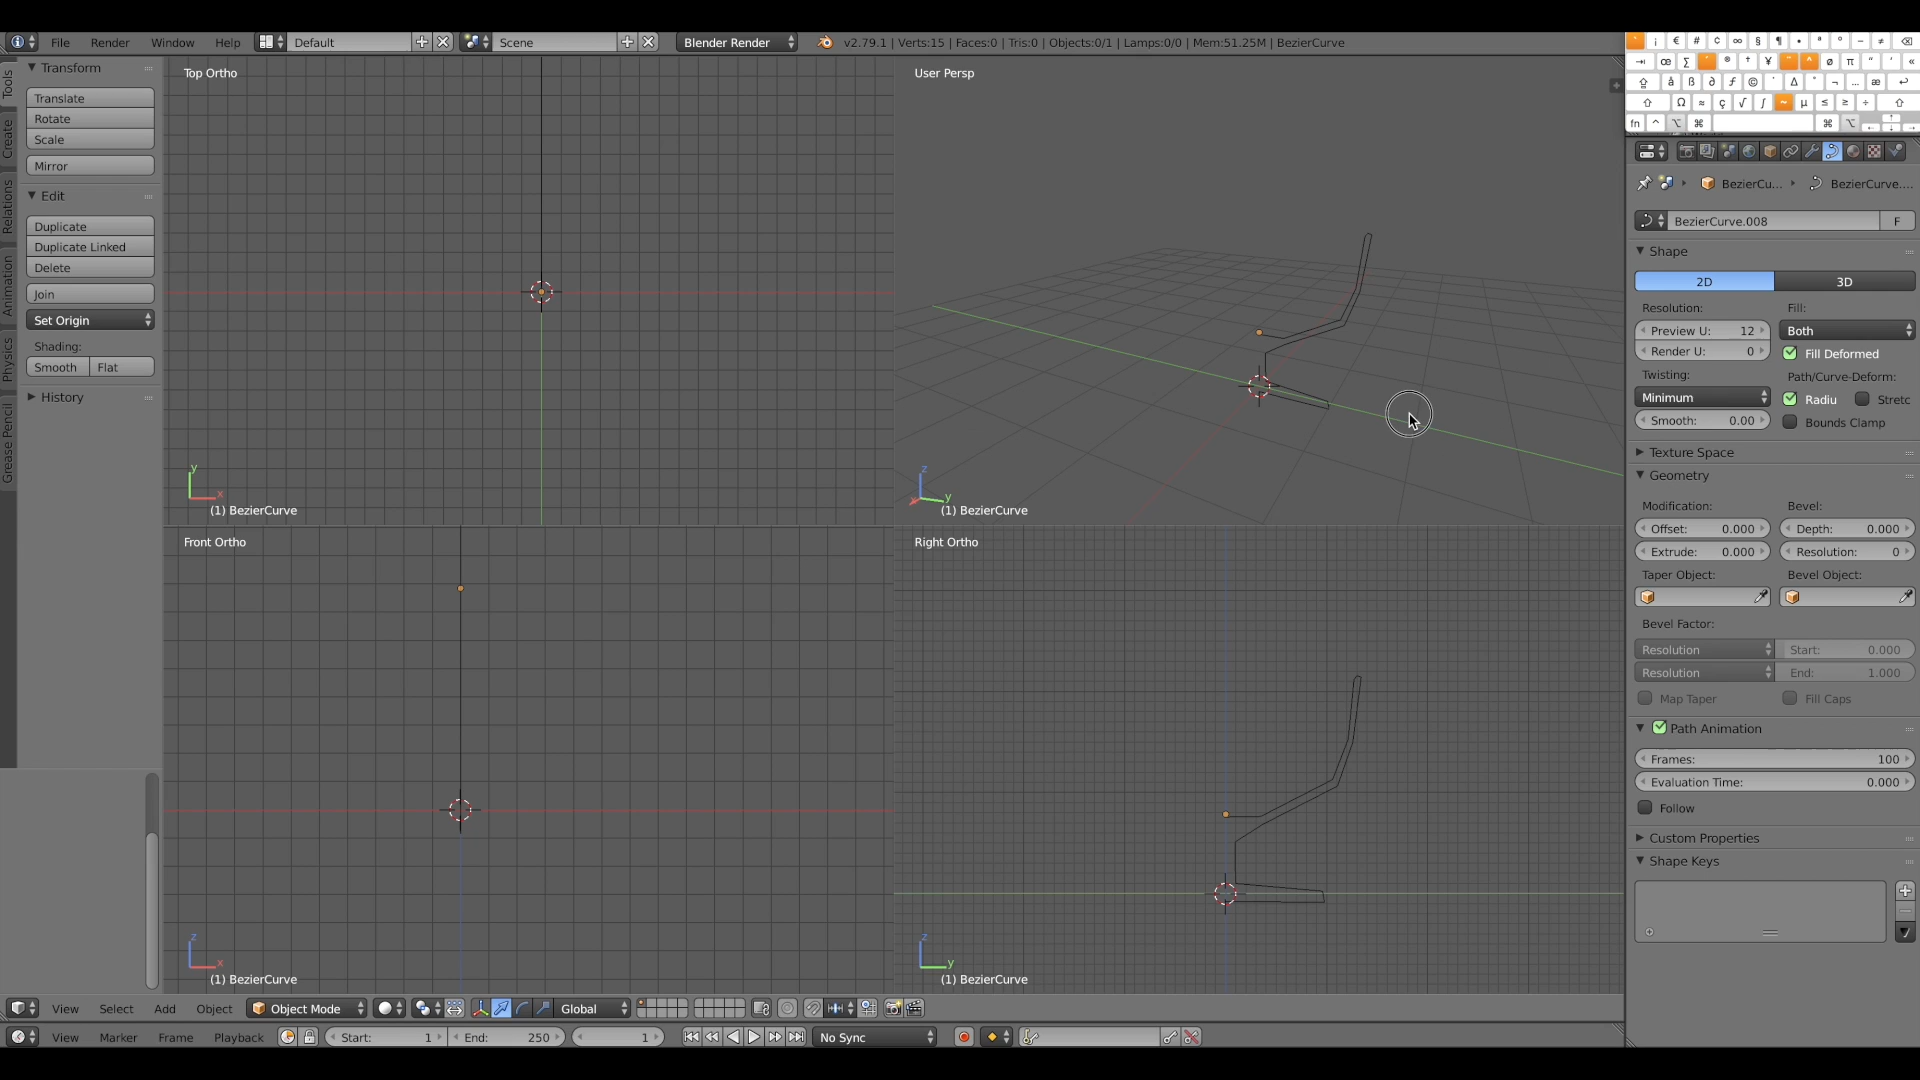 File Render Window Help Default Scene Blender Render v2.79.1 | Verts:15 | Faces:0 | Tris:0 | Objects:0/1 | Lamps:0/0 | Mem:51.25M | BezierCurve
Tools
Create
Relations
Animation
Physics
Grease Pencil
Transform
Translate
Rotate
Scale
Mirror
Edit
Duplicate
Duplicate Linked
Delete
Join
Set Origin
Shading:
Smooth Flat
History
Top Ortho
y
x
(1) BezierCurve
User Persp
z
x y
(1) BezierCurve
Front Ortho
z
x
(1) BezierCurve
Right Ortho
z
y
(1) BezierCurve
fn
BezierCu... BezierCurve....
BezierCurve.008 F
Shape
2D 3D
Resolution: Fill:
Preview U: 12 Both
Render U: 0 Fill Deformed
Twisting: Path/Curve-Deform:
Minimum Radiu Stretc
Smooth: 0.00 Bounds Clamp
Texture Space
Geometry
Modification: Bevel:
Offset: 0.000 Depth: 0.000
Extrude: 0.000 Resolution: 0
Taper Object: Bevel Object:
Bevel Factor:
Resolution Start: 0.000
Resolution End: 1.000
Map Taper Fill Caps
Path Animation
Frames: 100
Evaluation Time: 0.000
Follow
Custom Properties
Shape Keys
View Select Add Object Object Mode Global
View Marker Frame Playback Start: 1 End: 250 1 No Sync